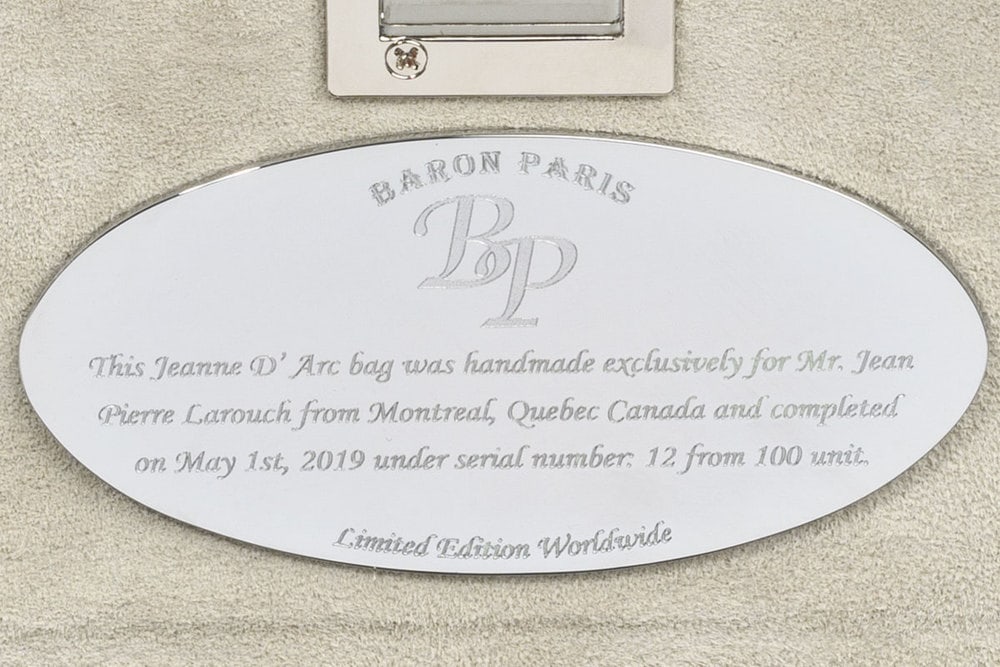 BARON PARIS
BP
This Jeanne D' Arc bag was handmade exclusively for Mr. Jean
Pierre Larouch from Montreal, Quebec Canada and completed
on May 1st, 2019 under serial number: 12 from 100 unit.
Limited Edition Worldwide